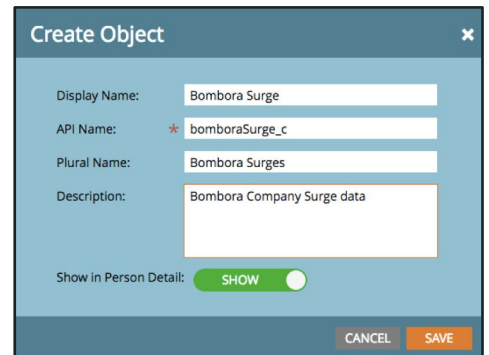 Create Object
×
Display Name: Bombora Surge
API Name: * bomboraSurge_c
Plural Name: Bombora Surges
Description: Bombora Company Surge data
Show in Person Detail: SHOW
CANCEL SAVE